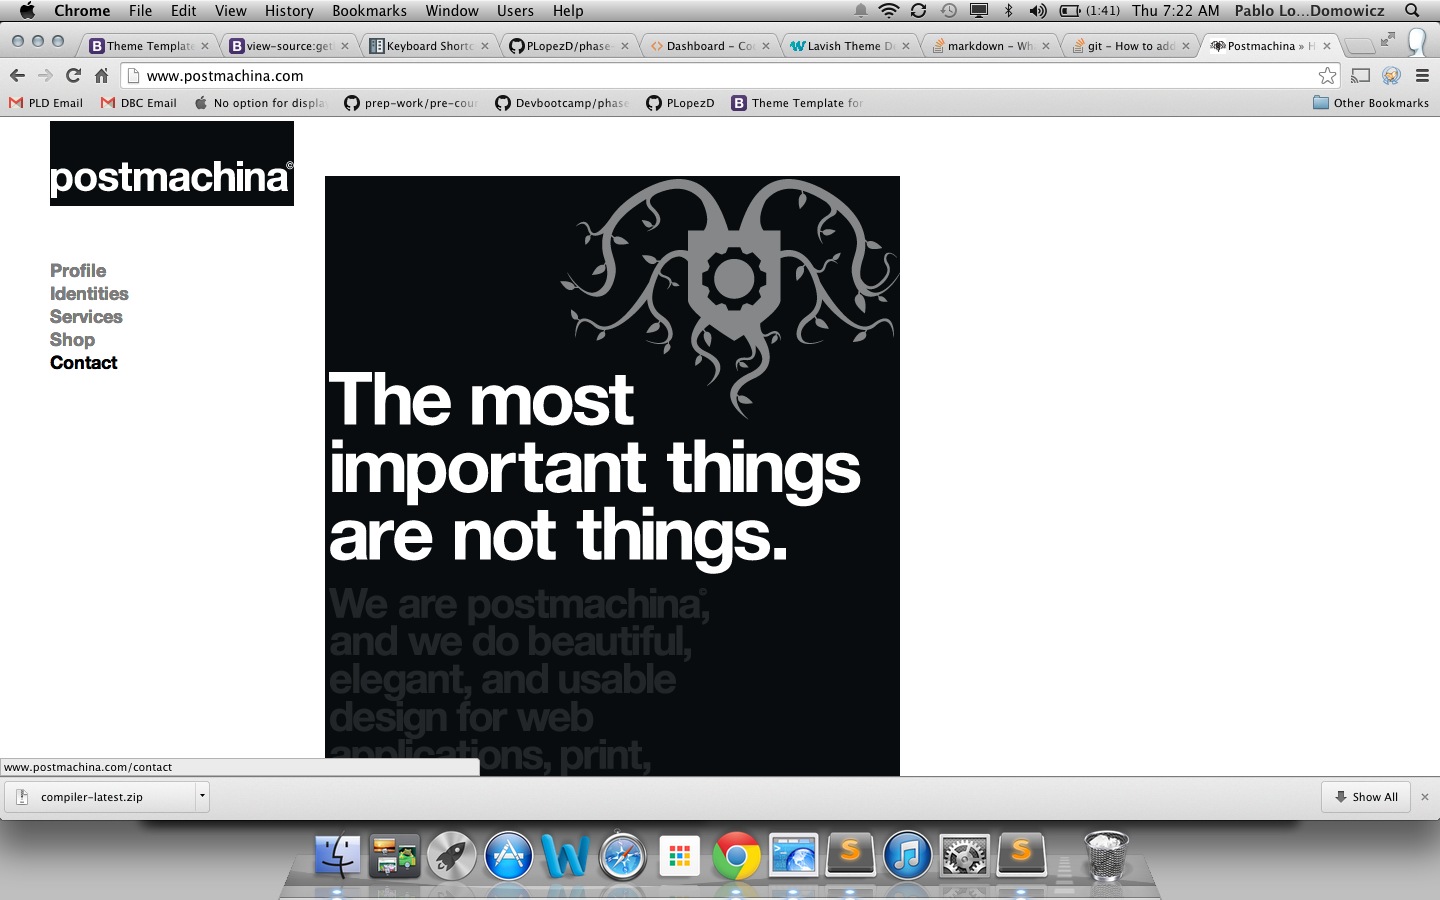 Chrome File Edit View History Bookmarks Window Users Help (1:41) Thu 7:22 AM Pablo Lo...Domowicz
Theme Template view-source:get Keyboard Shortc PLopezD/phase- Dashboard – Co Lavish Theme De markdown – Wha git – How to add Postmachina » H
www.postmachina.com
PLD Email DBC Email No option for displa prep-work/pre-cour Devbootcamp/phase PLopezD Theme Template for Other Bookmarks
postmachina©
Profile
Identities
Services
Shop
Contact
The most
important things
are not things.
We are postmachina©,
and we do beautiful,
elegant, and usable
design for web
applications, print,
www.postmachina.com/contact
compiler-latest.zip Show All